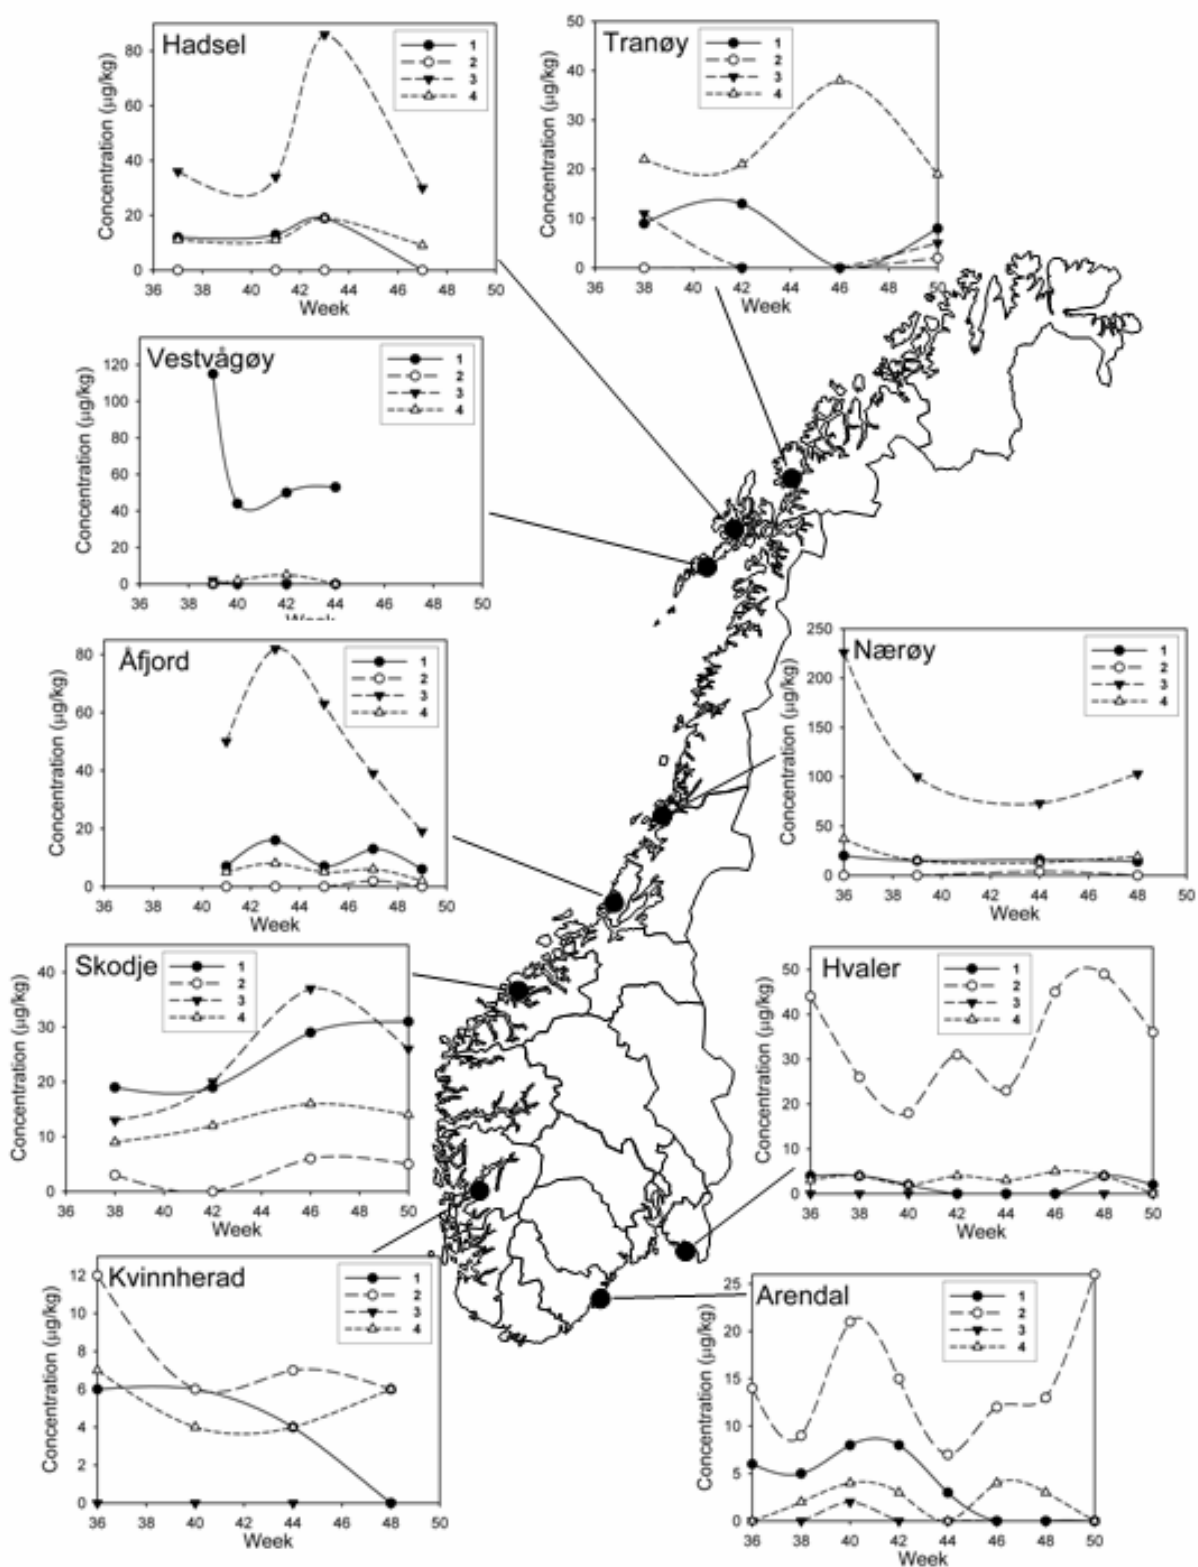 Hadsel
Concentration (µg/kg)
80
60
40
20
0
1
2
3
4
36 38 40 42 44 46 48 50
Week
Tranøy
Concentration (µg/kg)
50
40
30
20
10
0
1
2
3
4
36 38 40 42 44 46 48 50
Week
Vestvågøy
Concentration (µg/kg)
120
100
80
60
40
20
0
1
2
3
4
36 38 40 42 44 46 48 50
Week
Åfjord
Concentration (µg/kg)
80
60
40
20
0
1
2
3
4
36 38 40 42 44 46 48 50
Week
Nærøy
Concentration (µg/kg)
250
200
150
100
50
0
1
2
3
4
36 38 40 42 44 46 48 50
Week
Skodje
Concentration (µg/kg)
40
30
20
10
0
1
2
3
4
36 38 40 42 44 46 48 50
Week
Hvaler
Concentration (µg/kg)
50
40
30
20
10
0
1
2
3
4
36 38 40 42 44 46 48 50
Week
Kvinnherad
Concentration (µg/kg)
12
10
8
6
4
2
0
1
2
3
4
36 38 40 42 44 46 48 50
Week
Arendal
Concentration (µg/kg)
25
20
15
10
5
0
1
2
3
4
36 38 40 42 44 46 48 50
Week